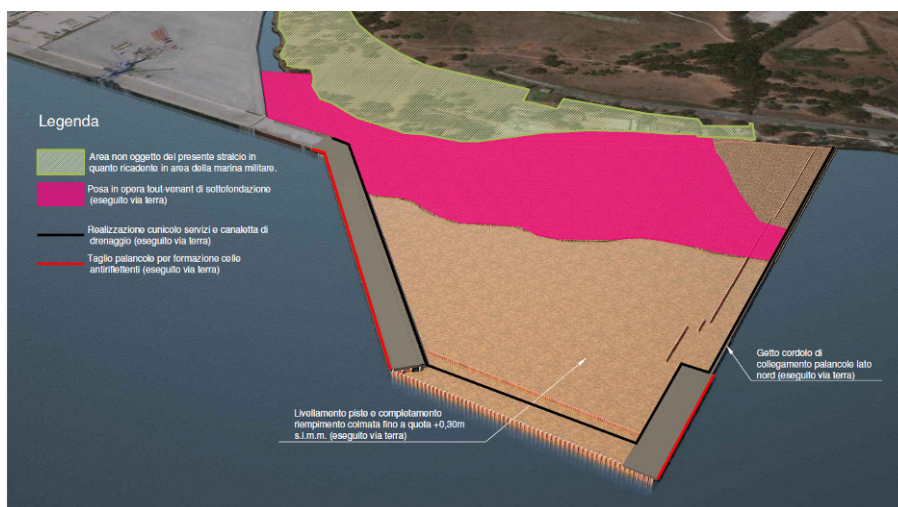 Legenda
Area non oggetto del presente stralcio in
quanto ricadente in area della marina militare.
Posa in opera tout-venant di sottofondazione
(eseguito via terra)
Realizzazione cunicolo servizi e canaletta di
drenaggio (eseguito via terra)
Taglio palancole per formazione celle
antiriflettenti (eseguito via terra)
Getto cordolo di
collegamento palancole lato
nord (eseguito via terra)
Livellamento piste e completamento
riempimento colmata fino a quota +0,30m
s.l.m.m. (eseguito via terra)